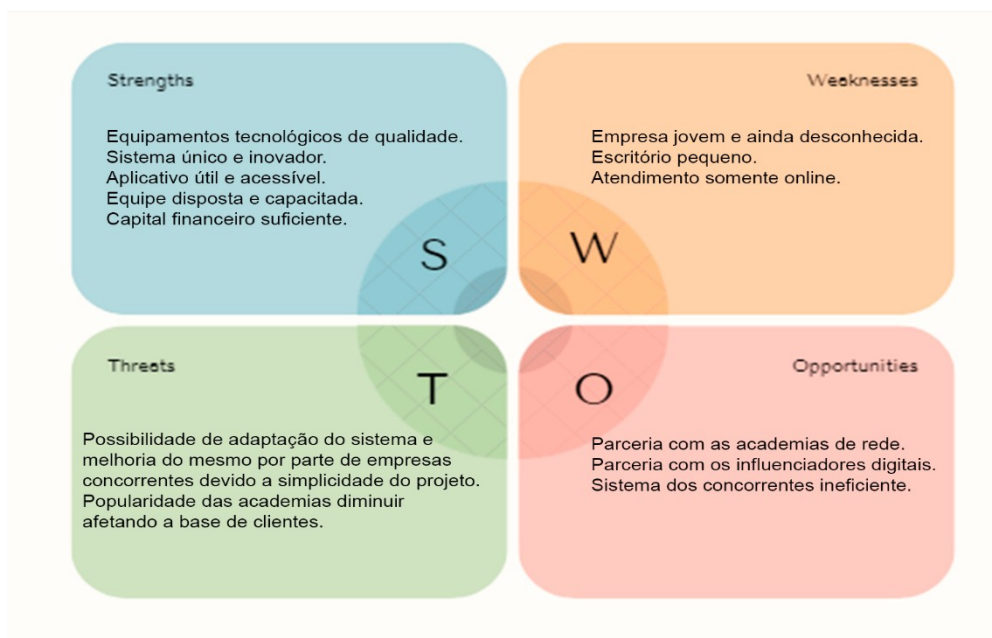 Strengths
Equipamentos tecnológicos de qualidade.
Sistema único e inovador.
Aplicativo útil e acessível.
Equipe disposta e capacitada.
Capital financeiro suficiente.
S
Weaknesses
Empresa jovem e ainda desconhecida.
Escritório pequeno.
Atendimento somente online.
W
Threats
T
Possibilidade de adaptação do sistema e
melhoria do mesmo por parte de empresas
concorrentes devido a simplicidade do projeto.
Popularidade das academias diminuir
afetando a base de clientes.
Opportunities
O
Parceria com as academias de rede.
Parceria com os influenciadores digitais.
Sistema dos concorrentes ineficiente.